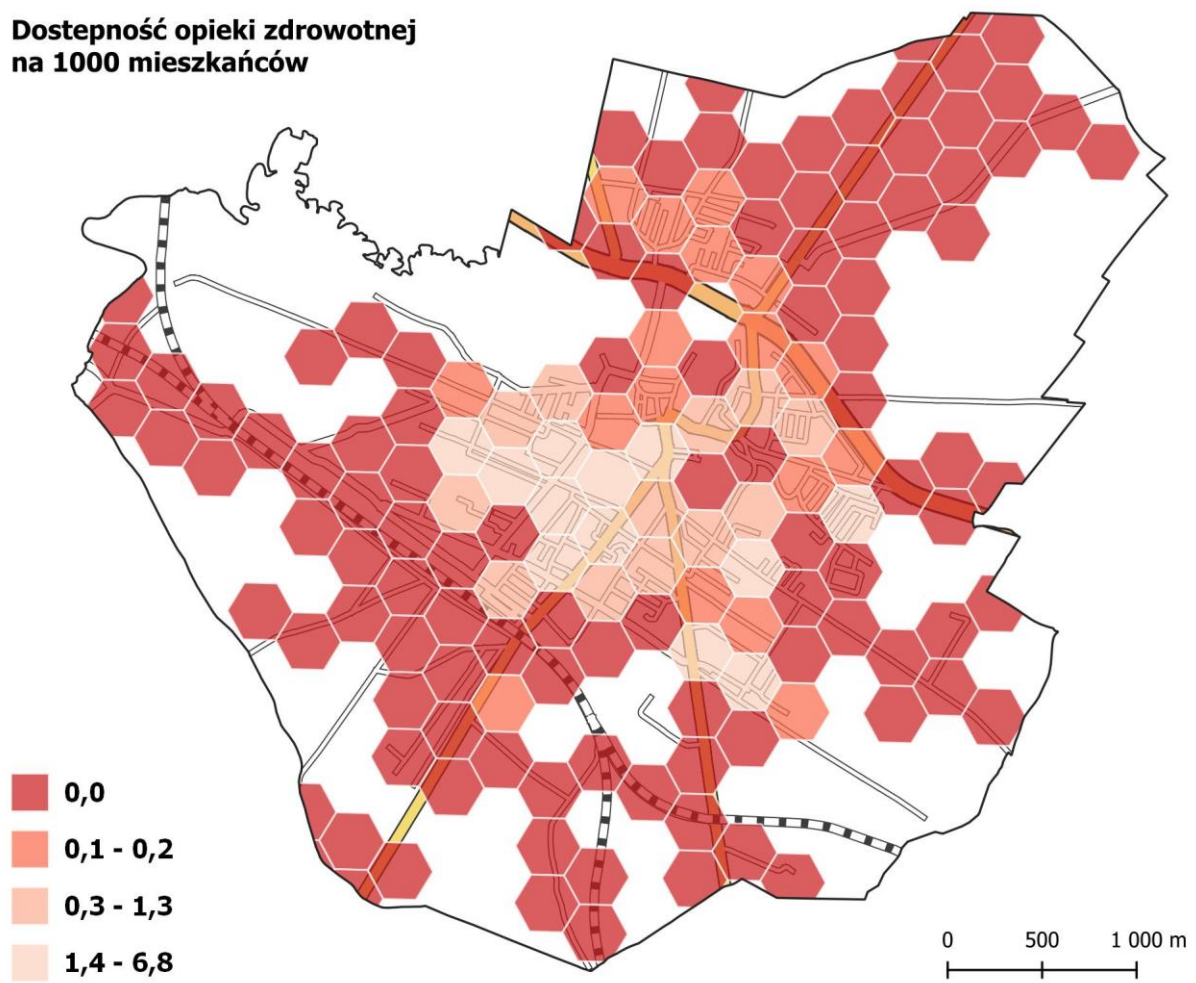 Dostepność opieki zdrowotnej
na 1000 mieszkańców
0,0
0,1 - 0,2
0,3 - 1,3
1,4 - 6,8
0 500 1 000 m